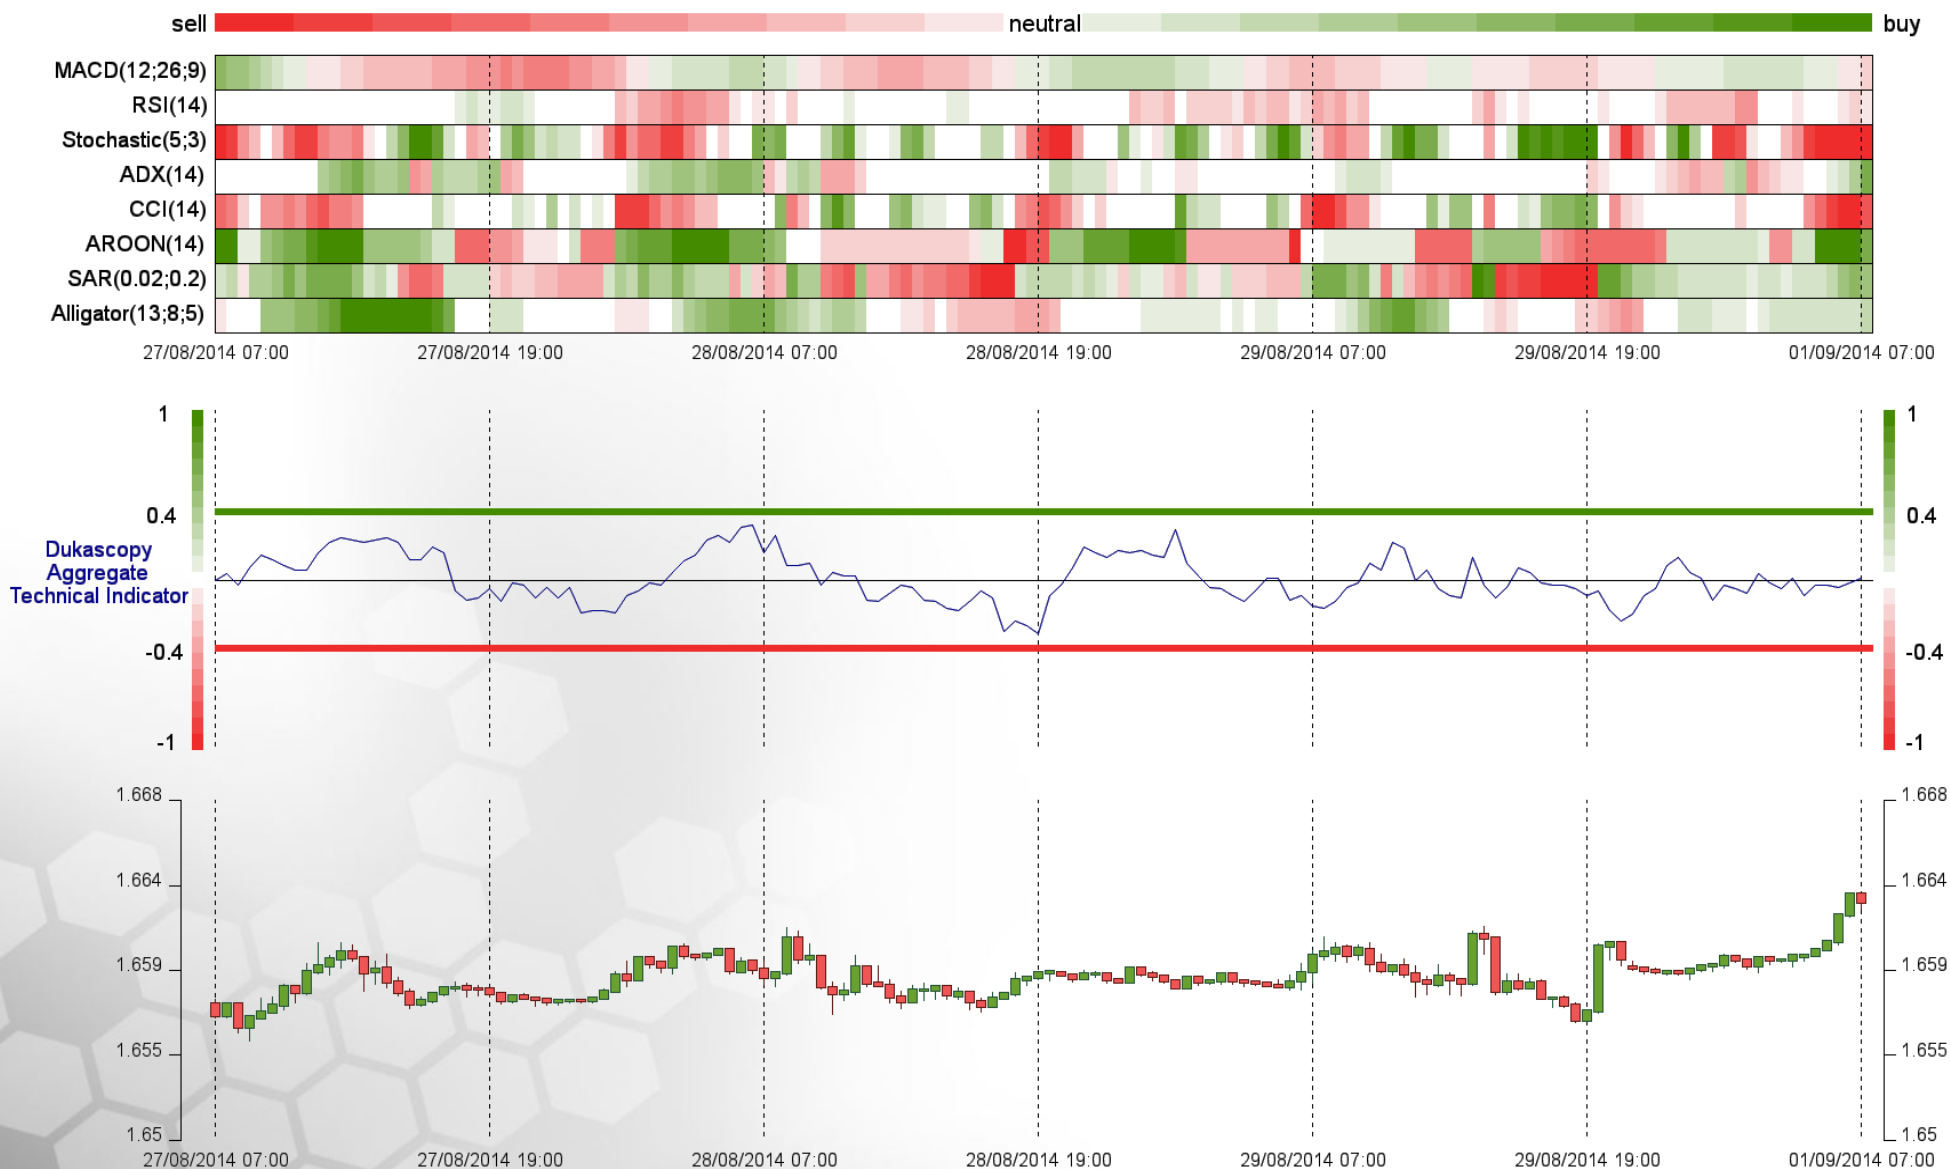 sell neutral buy
MACD(12;26;9)
RSI(14)
Stochastic(5;3)
ADX(14)
CCI(14)
AROON(14)
SAR(0.02;0.2)
Alligator(13;8;5)
27/08/2014 07:00 27/08/2014 19:00 28/08/2014 07:00 28/08/2014 19:00 29/08/2014 07:00 29/08/2014 19:00 01/09/2014 07:00
1 1
0.4 0.4
Dukascopy
Aggregate
Technical Indicator
-0.4 -0.4
-1 -1
1.668 1.668
1.664 1.664
1.659 1.659
1.655 1.655
1.65 1.65
27/08/2014 07:00 27/08/2014 19:00 28/08/2014 07:00 28/08/2014 19:00 29/08/2014 07:00 29/08/2014 19:00 01/09/2014 07:00